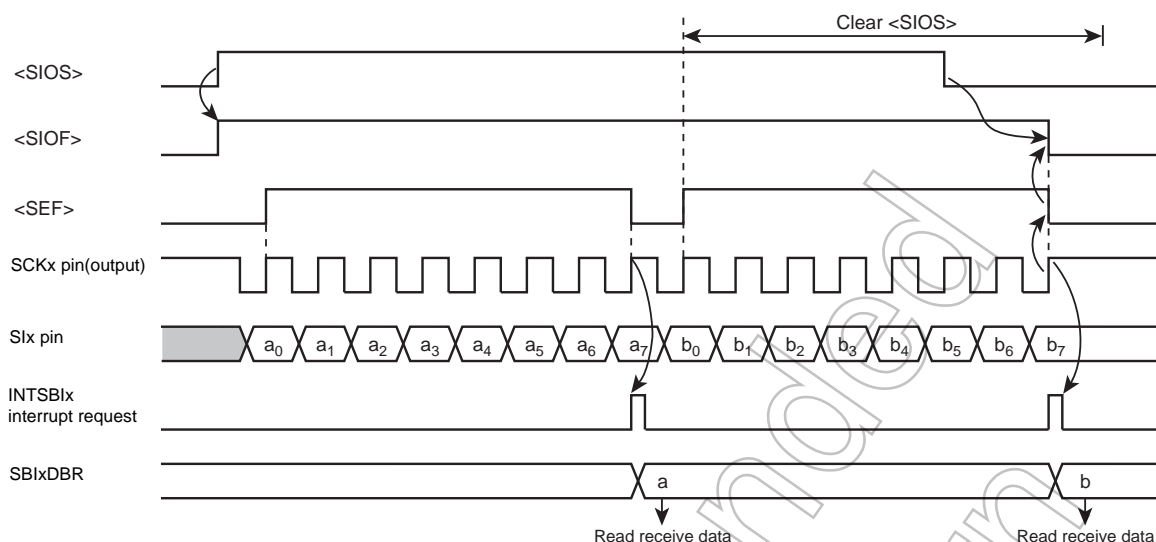 Clear <SIOS>
<SIOS>
<SIOF>
<SEF>
SCKx pin(output)
SIx pin
a0 a1 a2 a3 a4 a5 a6 a7 b0 b1 b2 b3 b4 b5 b6 b7
INTSBIx
interrupt request
SBIxDBR
a b
Read receive data Read receive data